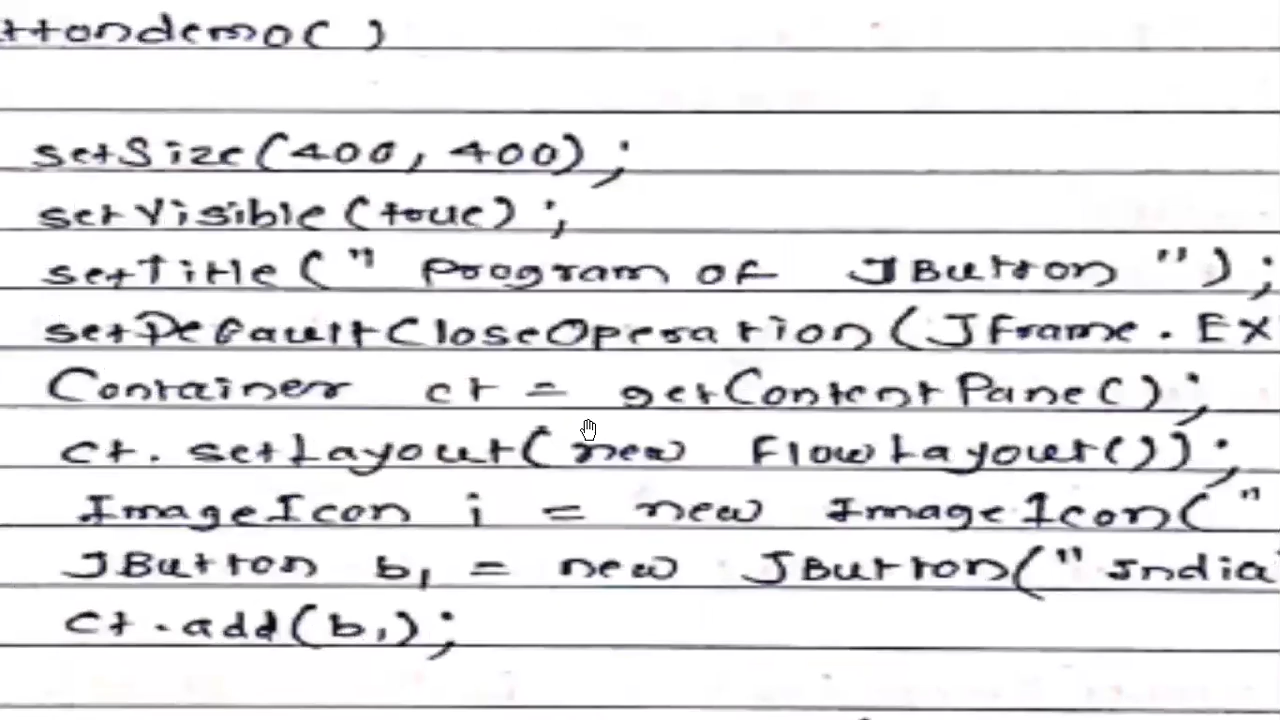 ttondemo( )
setSize(400, 400);
setVisible(true);
setTitle(" Program of JButton ");
setDefaultCloseOperation(JFrame.EX
Container ct = getContentPane();
ct.setLayout(new FlowLayout());
ImageIcon i = new ImageIcon("
JButton b1 = new JButton("India
ct.add(b1);